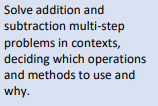 Solve addition and
subtraction multi-step
problems in contexts,
deciding which operations
and methods to use and
why.